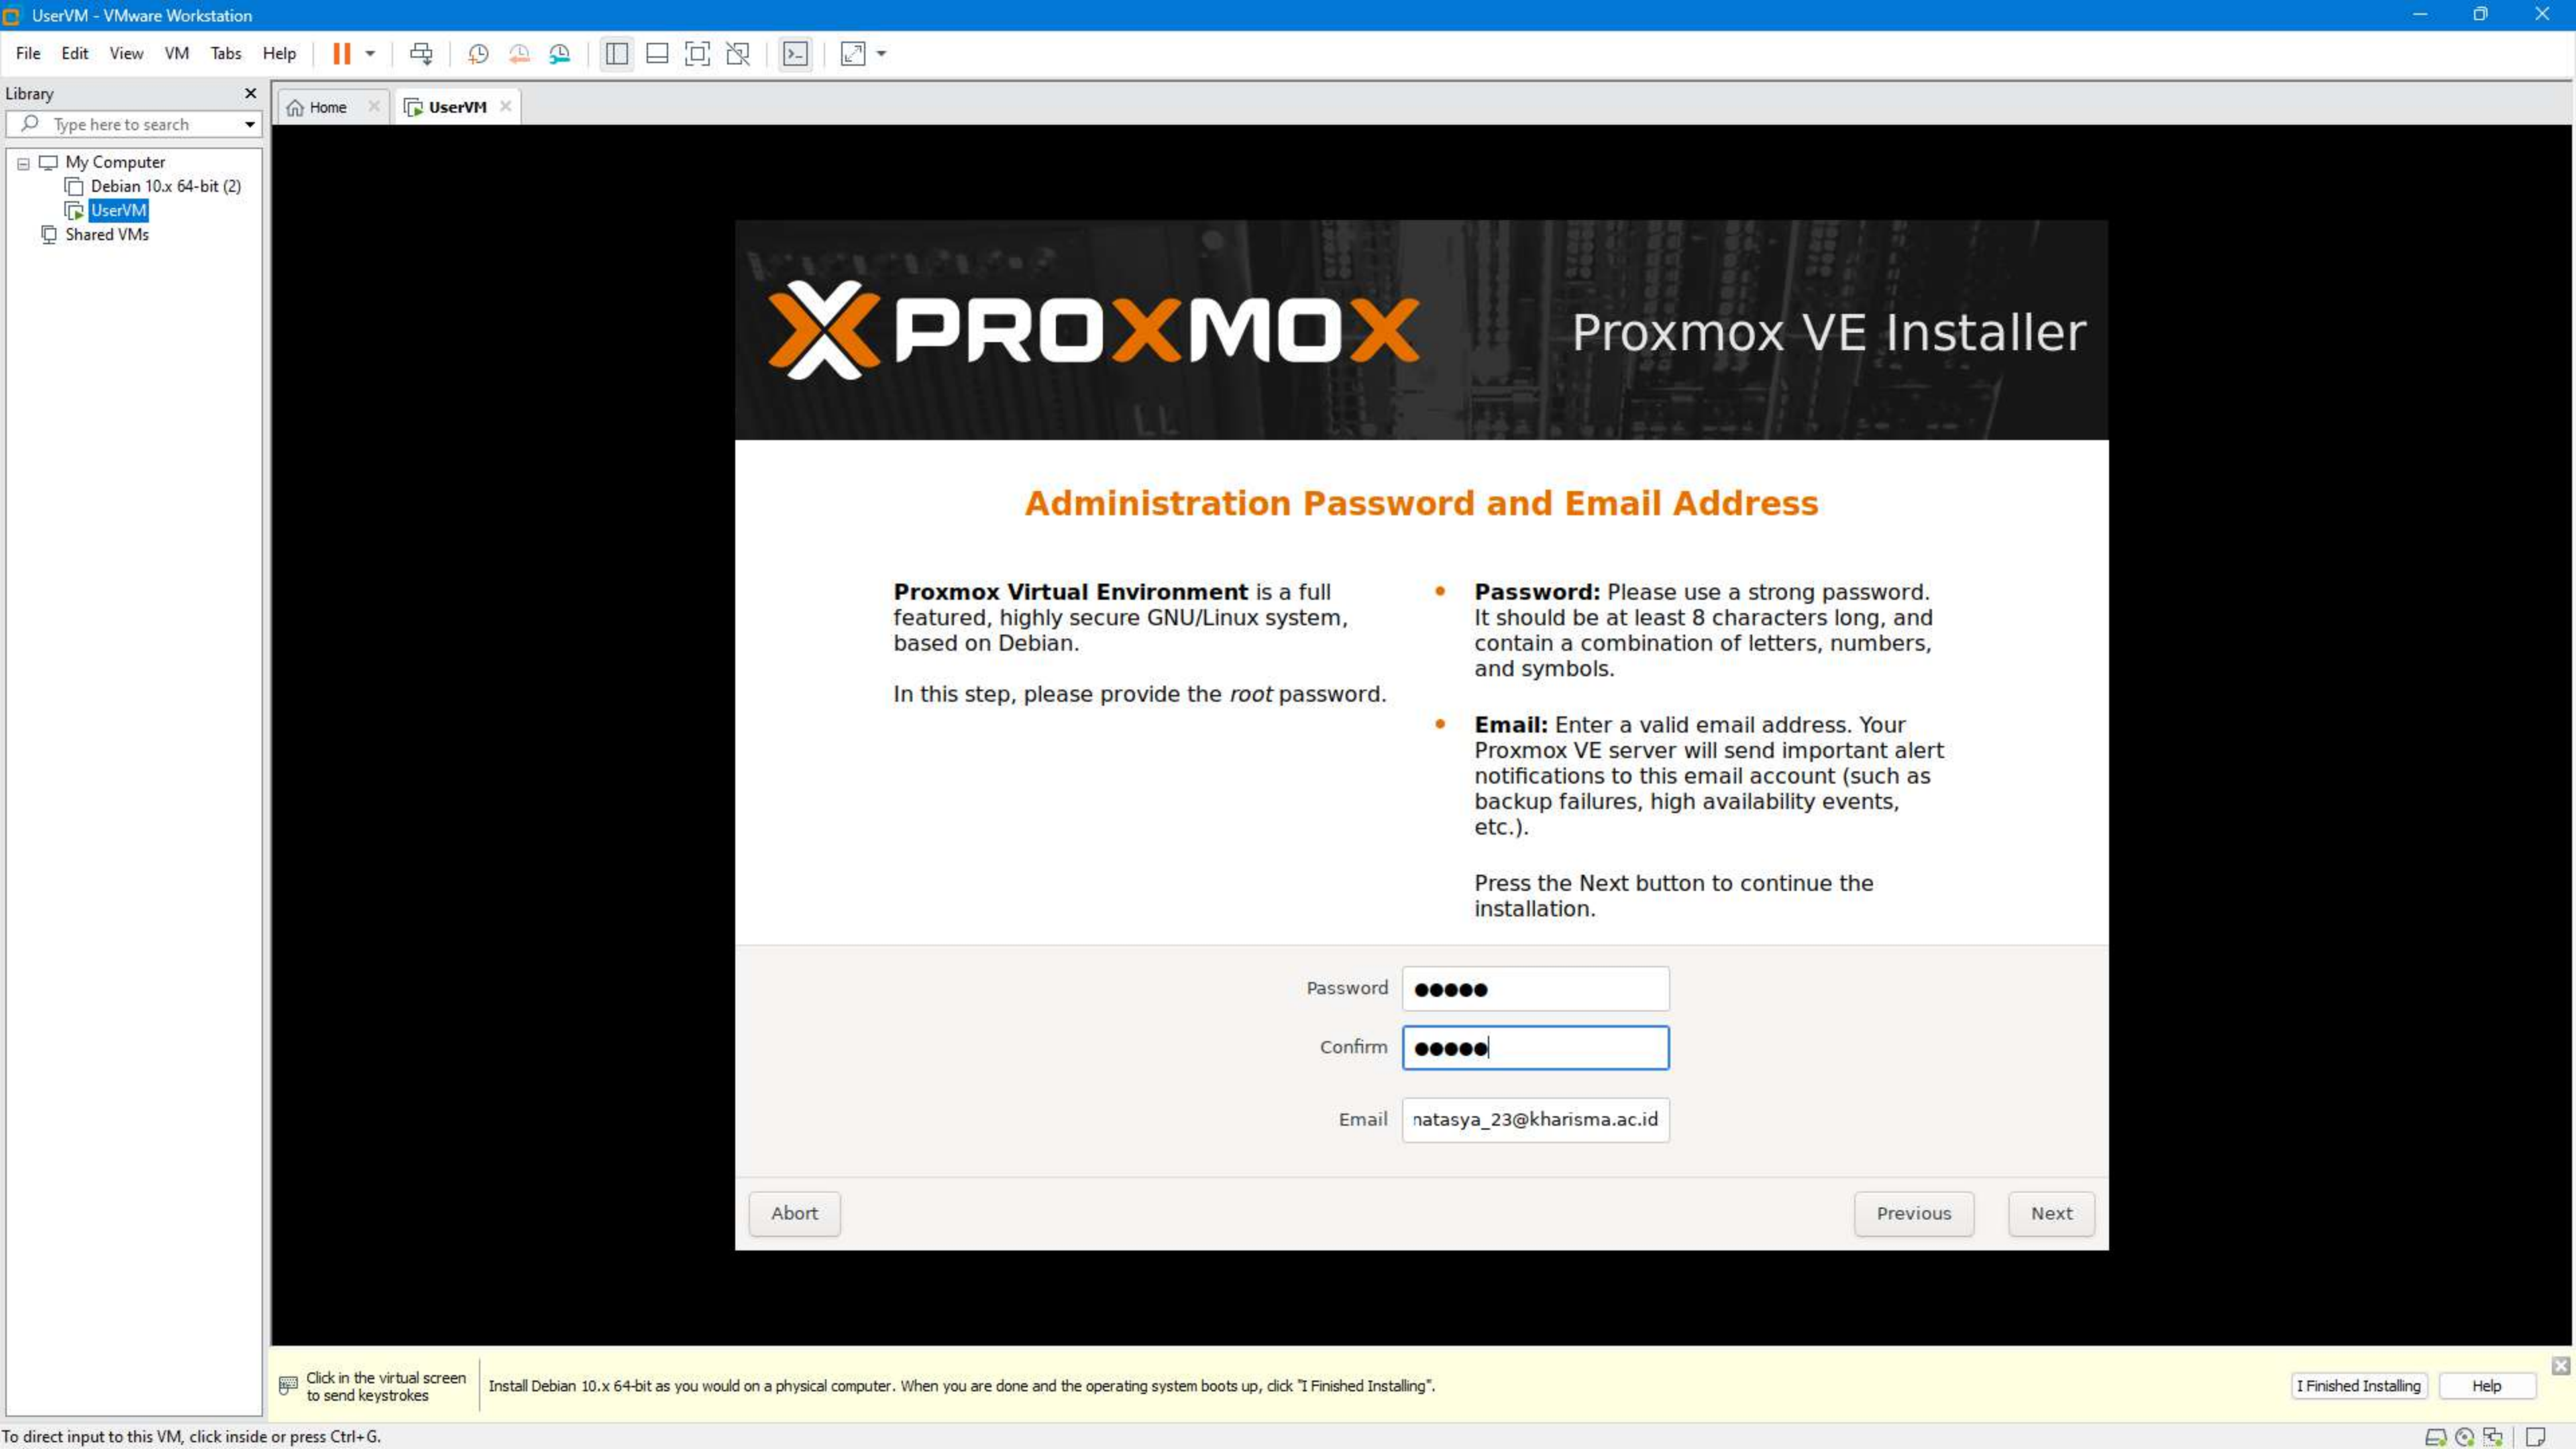 UserVM - VMware Workstation
File Edit View VM Tabs Help
Library
Type here to search
My Computer
Debian 10.x 64-bit (2)
UserVM
Shared VMs
Home
UserVM
PROXMOX
Proxmox VE Installer
Administration Password and Email Address
Proxmox Virtual Environment is a full
featured, highly secure GNU/Linux system,
based on Debian.
In this step, please provide the root password.
Password: Please use a strong password.
It should be at least 8 characters long, and
contain a combination of letters, numbers,
and symbols.
Email: Enter a valid email address. Your
Proxmox VE server will send important alert
notifications to this email account (such as
backup failures, high availability events,
etc.).
Press the Next button to continue the
installation.
Password ●●●●●
Confirm ●●●●●
Email natasya_23@kharisma.ac.id
Abort
Previous
Next
Click in the virtual screen
to send keystrokes
Install Debian 10.x 64-bit as you would on a physical computer. When you are done and the operating system boots up, click "I Finished Installing".
I Finished Installing
Help
To direct input to this VM, click inside or press Ctrl+G.